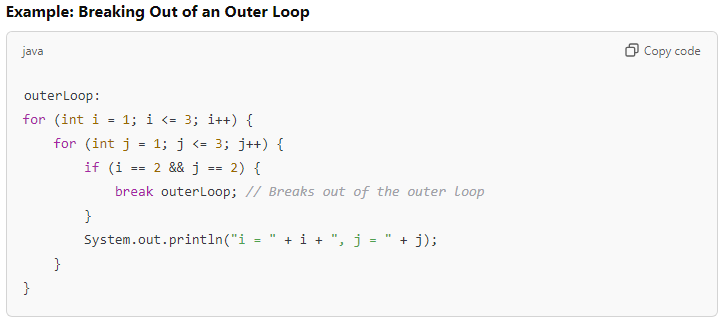 Example: Breaking Out of an Outer Loop
java
Copy code
outerLoop:
for (int i = 1; i <= 3; i++) {
    for (int j = 1; j <= 3; j++) {
        if (i == 2 && j == 2) {
            break outerLoop; // Breaks out of the outer loop
        }
        System.out.println("i = " + i + ", j = " + j);
    }
}